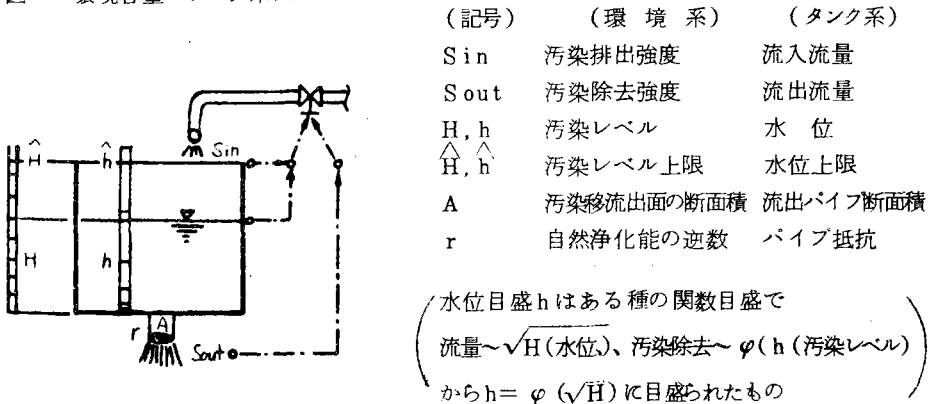 (記号) (環 境 系) (タンク系)
Sin 汚染排出強度 流入流量
Sout 汚染除去強度 流出流量
H, h 汚染レベル 水 位
Ĥ, ĥ 汚染レベル上限 水位上限
A 汚染移流出面の断面積 流出パイプ断面積
r 自然浄化能の逆数 パイプ抵抗
水位目盛hはある種の関数目盛で
流量~√H(水位)、汚染除去~φ(h(汚染レベル)
からh=φ(√H)に目盛られたもの
Ĥ ĥ Sin
H h
r A Sout